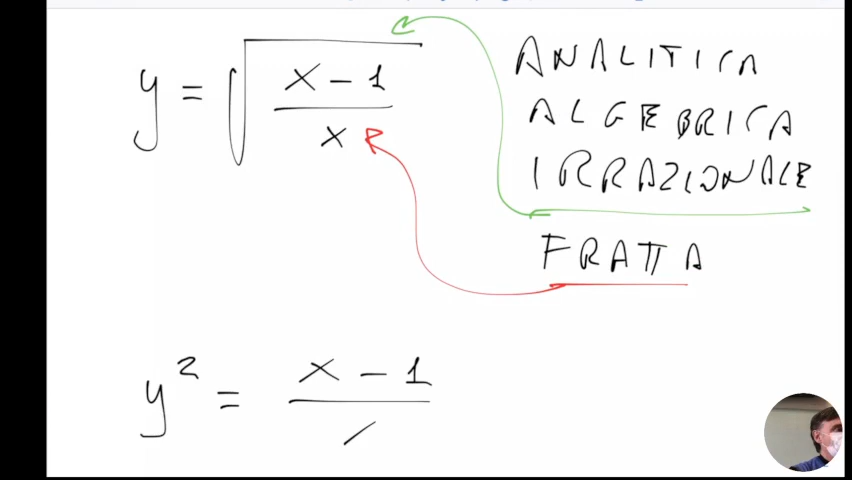 y = √((x - 1)/x)
ANALITICA
ALGEBRICA
IRRAZIONALE
FRATTA
y² = (x - 1)/